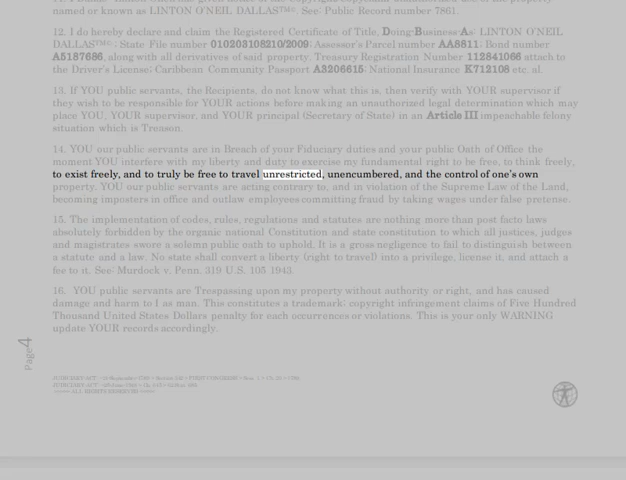 named or known as LINTON O'NEIL DALLAS™©. See: Public Record number 7861.
12. I do hereby declare and claim the Registered Certificate of Title, Doing-Business-As: LINTON O'NEIL
DALLAS™©; State File number 010203108210/2009; Assessor's Parcel number AA8811; Bond number
A5187686, along with all derivatives of said property. Treasury Registration Number 112841066 attach to
the Driver's License; Caribbean Community Passport A3206615; National Insurance K712108 etc. al.
13. If YOU public servants, the Recipients, do not know what this is, then verify with YOUR supervisor if
they wish to be responsible for YOUR actions before making an unauthorized legal determination which may
place YOU, YOUR supervisor, and YOUR principal (Secretary of State) in an Article III impeachable felony
situation which is Treason.
14. YOU our public servants are in Breach of your Fiduciary duties and your public Oath of Office the
moment YOU interfere with my liberty and duty to exercise my fundamental right to be free, to think freely,
to exist freely, and to truly be free to travel unrestricted, unencumbered, and the control of one's own
property. YOU our public servants are acting contrary to, and in violation of the Supreme Law of the Land,
becoming imposters in office and outlaw employees committing fraud by taking wages under false pretense.
15. The implementation of codes, rules, regulations and statutes are nothing more than post facto laws
absolutely forbidden by the organic national Constitution and state constitution to which all justices, judges
and magistrates swore a solemn public oath to uphold. It is a gross negligence to fail to distinguish between
a statute and a law. No state shall convert a liberty (right to travel) into a privilege, license it, and attach a
fee to it. See: Murdock v. Penn. 319 U.S. 105 1943.
16. YOU public servants are Trespassing upon my property without authority or right, and has caused
damage and harm to I as man. This constitutes a trademark; copyright infringement claims of Five Hundred
Thousand United States Dollars penalty for each occurrences or violations. This is your only WARNING
update YOUR records accordingly.
Page4
ALL RIGHTS RESERVED